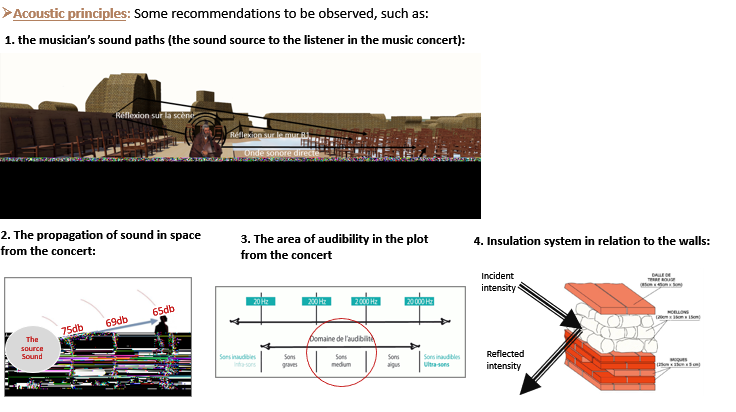 Acoustic principles: Some recommendations to be observed, such as:
1. the musician's sound paths (the sound source to the listener in the music concert):
Réflexion sur la scène
Réflexion sur le mur R1
Onde sonore directe
2. The propagation of sound in space
from the concert:
75db
69db
65db
The
source
Sound
3. The area of audibility in the plot
from the concert
20 Hz
200 Hz
2 000 Hz
20 000 Hz
Domaine de l'audibilité
Sons inaudibles
Infra-sons
Sons
graves
Sons
medium
Sons
aigus
Sons inaudibles
Ultra-sons
4. Insulation system in relation to the walls:
Incident
intensity
Reflected
intensity
DALLE DE
TERRE ROUGE
MOELLONS
BRIQUES